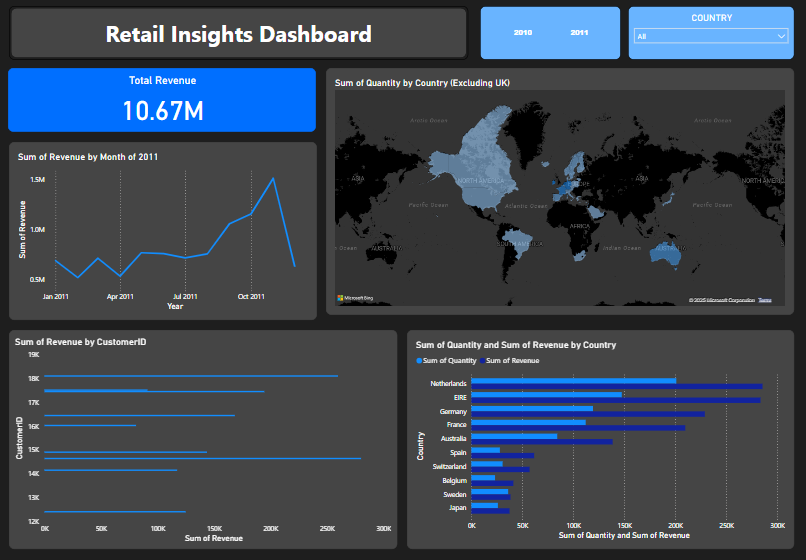 Retail Insights Dashboard
2010 2011
COUNTRY
All
Total Revenue
10.67M
Sum of Quantity by Country (Excluding UK)
Arctic Ocean Arctic Ocean
ASIA NORTH AMERICA EUROPE ASIA NORTH AMERIC
Pacific Ocean Atlantic Ocean Pacific Ocean
AFRICA
n Ocean AUSTRALIA SOUTH AMERICA Indian Ocean AUSTRALIA
Microsoft Bing
© 2025 Microsoft Corporation Terms
Sum of Revenue by Month of 2011
Sum of Revenue
1.5M
1.0M
0.5M
Jan 2011 Apr 2011 Jul 2011 Oct 2011
Year
Sum of Revenue by CustomerID
CustomerID
19K
18K
17K
16K
15K
14K
13K
12K
0K 50K 100K 150K 200K 250K 300K
Sum of Revenue
Sum of Quantity and Sum of Revenue by Country
Sum of Quantity Sum of Revenue
Country
Netherlands
EIRE
Germany
France
Australia
Spain
Switzerland
Belgium
Sweden
Japan
0K 50K 100K 150K 200K 250K 300K
Sum of Quantity and Sum of Revenue